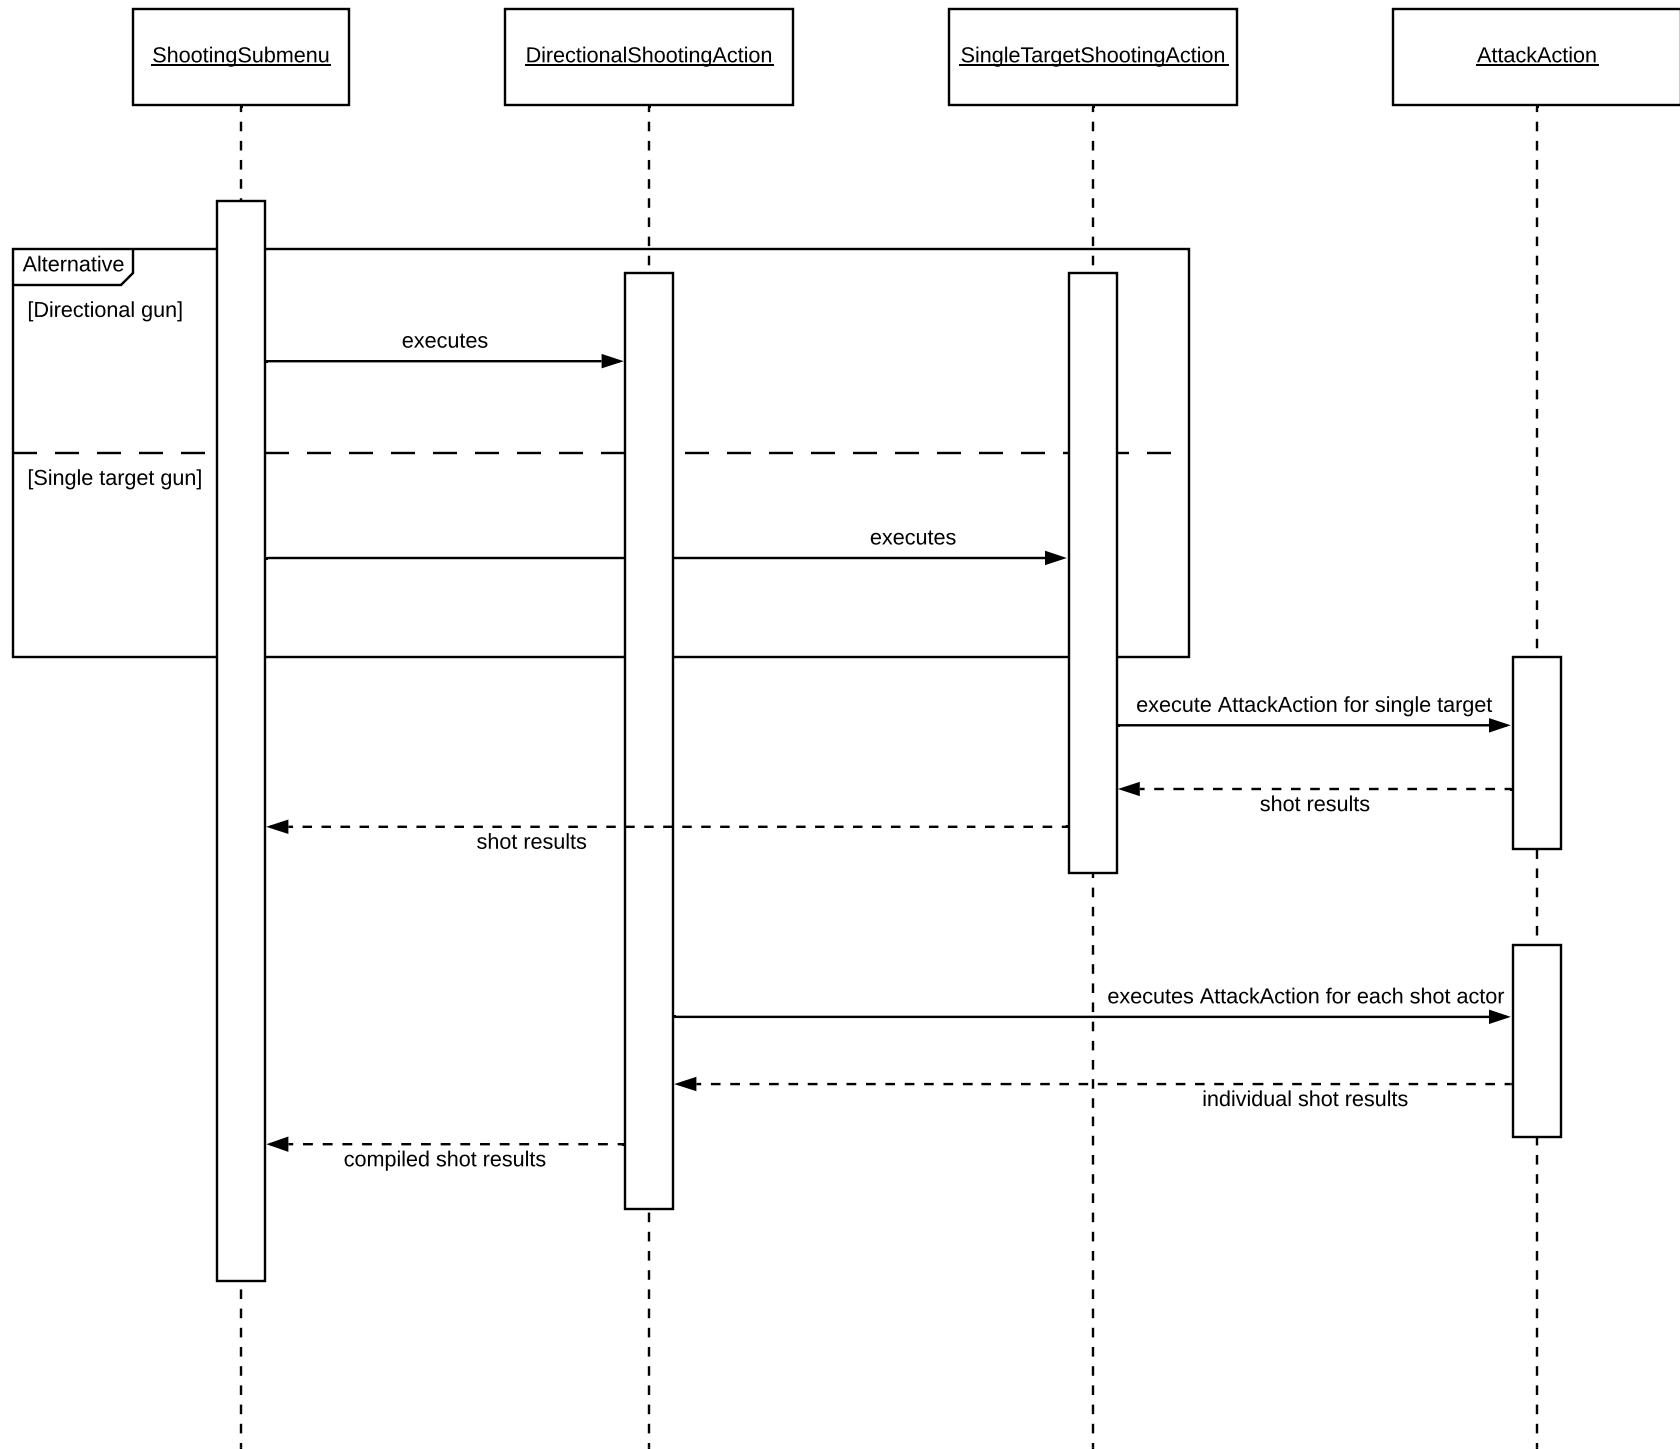 ShootingSubmenu
DirectionalShootingAction
SingleTargetShootingAction
AttackAction
Alternative
[Directional gun]
executes
[Single target gun]
executes
execute AttackAction for single target
shot results
shot results
executes AttackAction for each shot actor
individual shot results
compiled shot results